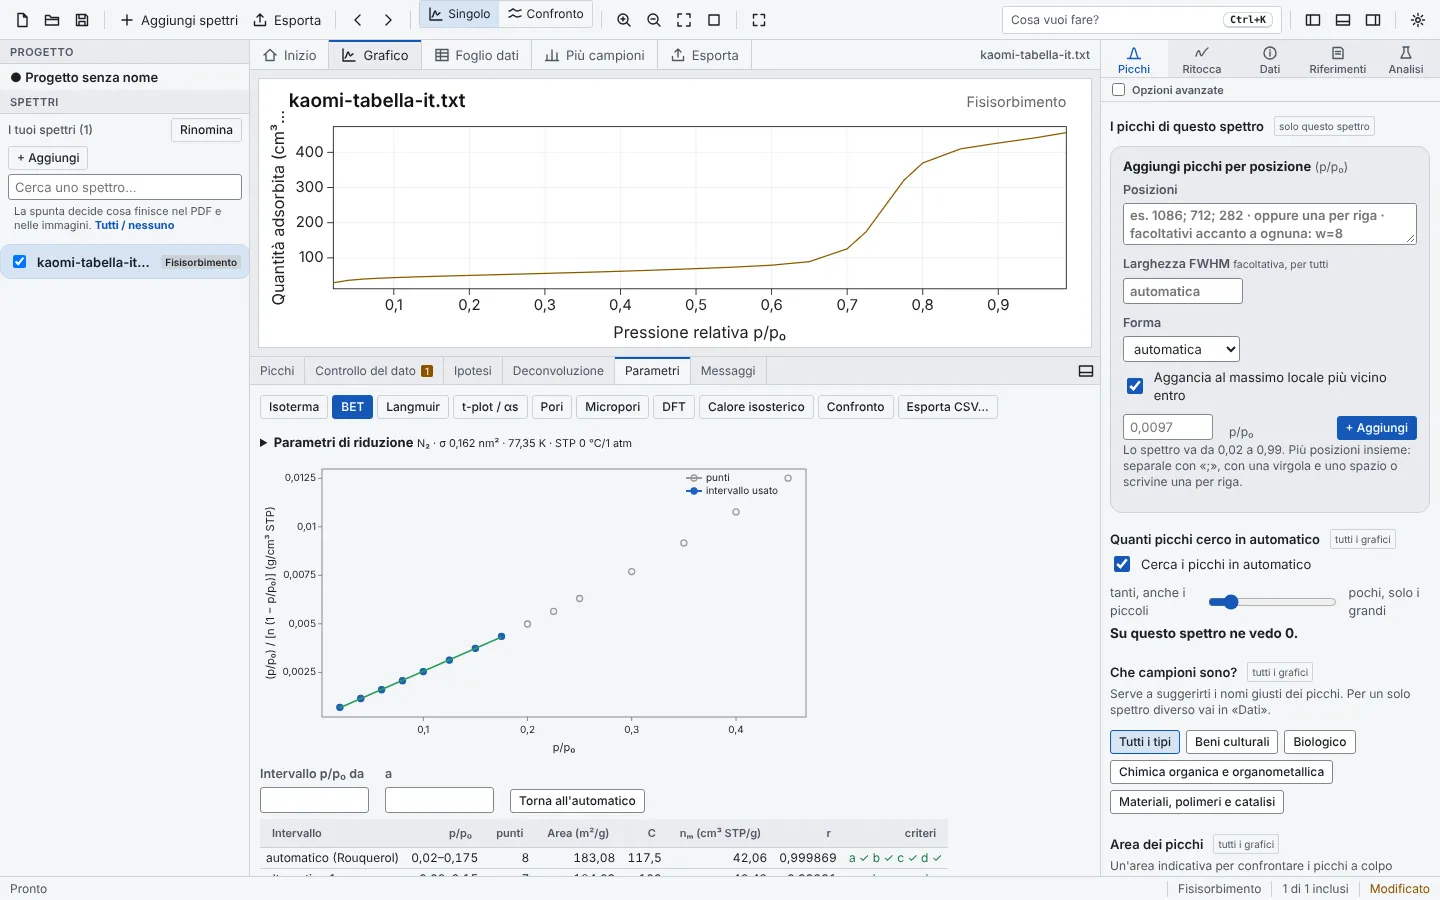 Aggiungi spettri
Esporta
Singolo
Confronto
Cosa vuoi fare?
Ctrl+K
PROGETTO
Progetto senza nome
SPETTRI
I tuoi spettri (1)
Rinomina
+ Aggiungi
Cerca uno spettro...
La spunta decide cosa finisce nel PDF e
nelle immagini. Tutti / nessuno
kaomi-tabella-it...
Fisisorbimento
Inizio
Grafico
Foglio dati
Più campioni
Esporta
kaomi-tabella-it.txt
kaomi-tabella-it.txt
Fisisorbimento
Quantità adsorbita (cm³...
400
300
200
100
0,1 0,2 0,3 0,4 0,5 0,6 0,7 0,8 0,9
Pressione relativa p/p₀
Picchi
Controllo del dato 1
Ipotesi
Deconvoluzione
Parametri
Messaggi
Isoterma
BET
Langmuir
t-plot / αs
Pori
Micropori
DFT
Calore isosterico
Confronto
Esporta CSV...
Parametri di riduzione N₂ · σ 0,162 nm² · 77,35 K · STP 0 °C/1 atm
(p/p₀) / [n (1 − p/p₀)] (g/cm³ STP)
0,0125
0,01
0,0075
0,005
0,0025
punti
intervallo usato
0,1 0,2 0,3 0,4
p/p₀
Intervallo p/p₀ da
a
Torna all'automatico
Intervallo p/p₀ punti Area (m²/g) C nₘ (cm³ STP/g) r criteri
automatico (Rouquerol) 0,02–0,175 8 183,08 117,5 42,06 0,999869 a ✓ b ✓ c ✓ d ✓
Picchi
Ritocca
Dati
Riferimenti
Analisi
Opzioni avanzate
I picchi di questo spettro
solo questo spettro
Aggiungi picchi per posizione (p/p₀)
Posizioni
es. 1086; 712; 282 · oppure una per riga ·
facoltativi accanto a ognuna: w=8
Larghezza FWHM facoltativa, per tutti
automatica
Forma
automatica
Aggancia al massimo locale più vicino
entro
0,0097
p/p₀
+ Aggiungi
Lo spettro va da 0,02 a 0,99. Più posizioni insieme:
separale con «;», con una virgola e uno spazio o
scrivine una per riga.
Quanti picchi cerco in automatico
tutti i grafici
Cerca i picchi in automatico
tanti, anche i
piccoli
pochi, solo i
grandi
Su questo spettro ne vedo 0.
Che campioni sono?
tutti i grafici
Serve a suggerirti i nomi giusti dei picchi. Per un solo
spettro diverso vai in «Dati».
Tutti i tipi
Beni culturali
Biologico
Chimica organica e organometallica
Materiali, polimeri e catalisi
Area dei picchi
tutti i grafici
Un'area indicativa per confrontare i picchi a colpo
Pronto
Fisisorbimento
1 di 1 inclusi
Modificato